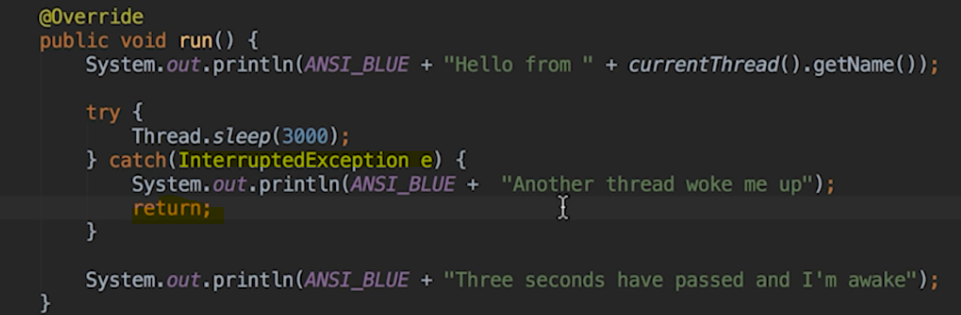 @Override
public void run() {
System.out.println(ANSI_BLUE + "Hello from " + currentThread().getName());
try {
Thread.sleep(3000);
} catch(InterruptedException e) {
System.out.println(ANSI_BLUE +  "Another thread woke me up");
return;
}
System.out.println(ANSI_BLUE + "Three seconds have passed and I'm awake");
}